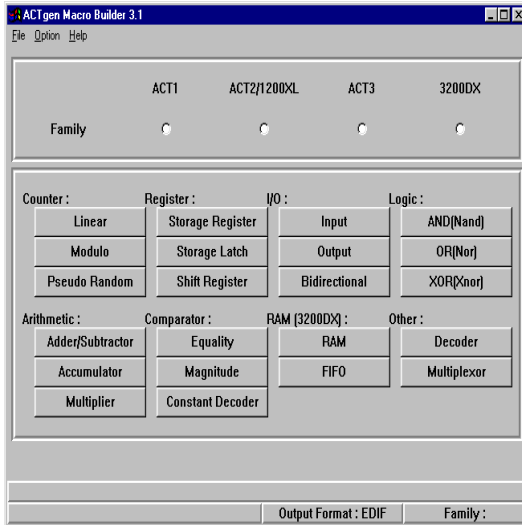 ACTgen Macro Builder 3.1
File Option Help
ACT1 ACT2/1200XL ACT3 3200DX
Family
Counter : Register : I/O : Logic :
Linear Storage Register Input AND(Nand)
Modulo Storage Latch Output OR(Nor)
Pseudo Random Shift Register Bidirectional XOR(Xnor)
Arithmetic : Comparator : RAM (3200DX) : Other :
Adder/Subtractor Equality RAM Decoder
Accumulator Magnitude FIFO Multiplexor
Multiplier Constant Decoder
Output Format : EDIF Family :